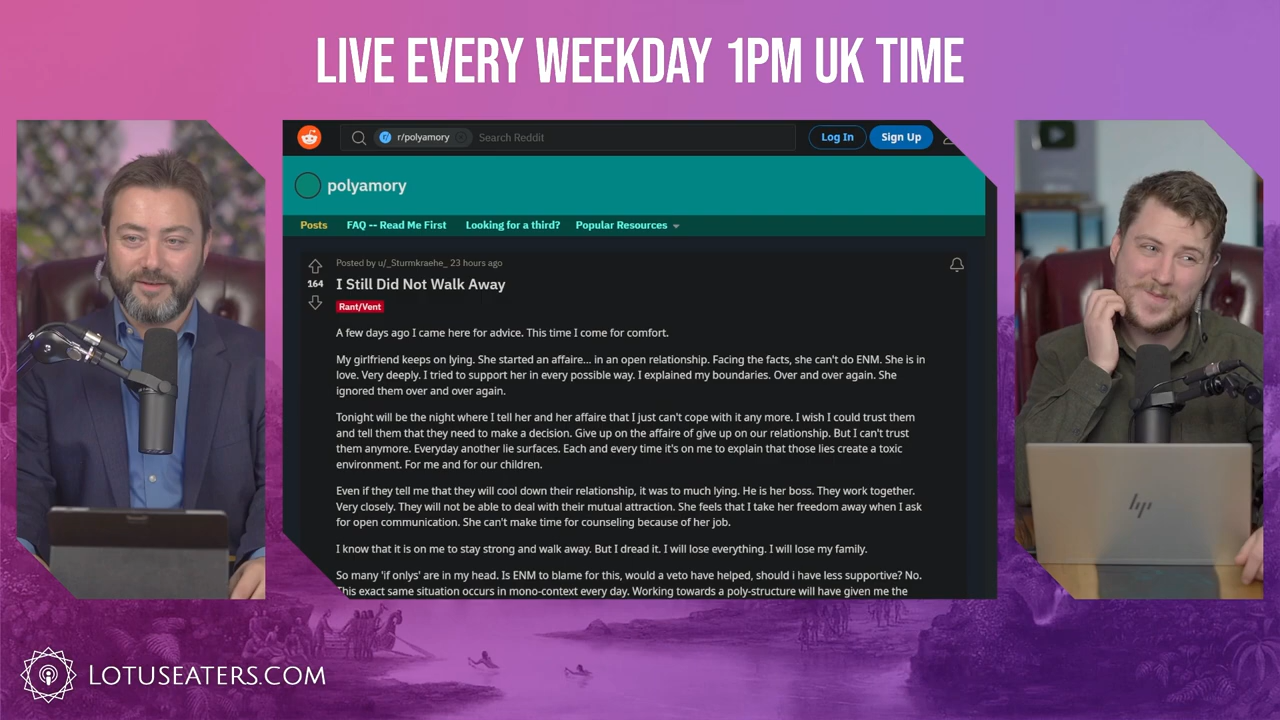 LIVE EVERY WEEKDAY 1PM UK TIME
r/polyamory
Search Reddit
Log In
Sign Up
polyamory
Posts
FAQ -- Read Me First
Looking for a third?
Popular Resources
Posted by u/_Sturmkraehe_ 23 hours ago
164
I Still Did Not Walk Away
Rant/Vent
A few days ago I came here for advice. This time I come for comfort.
My girlfriend keeps on lying. She started an affaire... in an open relationship. Facing the facts, she can't do ENM. She is in
love. Very deeply. I tried to support her in every possible way. I explained my boundaries. Over and over again. She
ignored them over and over again.
Tonight will be the night where I tell her and her affaire that I just can't cope with it any more. I wish I could trust them
and tell them that they need to make a decision. Give up on the affaire of give up on our relationship. But I can't trust
them anymore. Everyday another lie surfaces. Each and every time it's on me to explain that those lies create a toxic
environment. For me and for our children.
Even if they tell me that they will cool down their relationship, it was to much lying. He is her boss. They work together.
Very closely. They will not be able to deal with their mutual attraction. She feels that I take her freedom away when I ask
for open communication. She can't make time for counseling because of her job.
I know that it is on me to stay strong and walk away. But I dread it. I will lose everything. I will lose my family.
So many 'if onlys' are in my head. Is ENM to blame for this, would a veto have helped, should i have less supportive? No.
This exact same situation occurs in mono-context every day. Working towards a poly-structure will have given me the
hp
LOTUSEATERS.COM